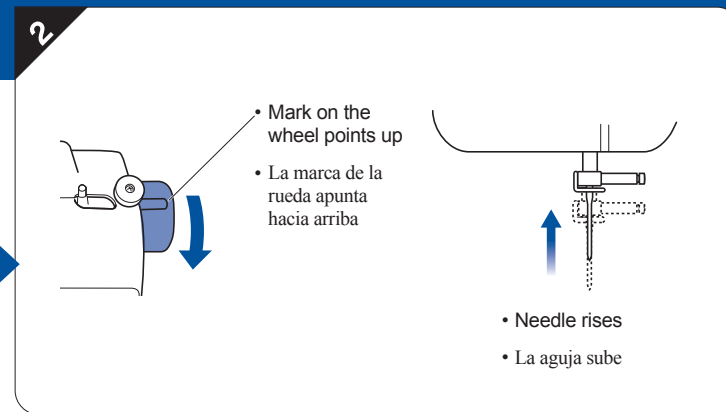 2
• Mark on the
wheel points up
• La marca de la
rueda apunta
hacia arriba
• Needle rises
• La aguja sube